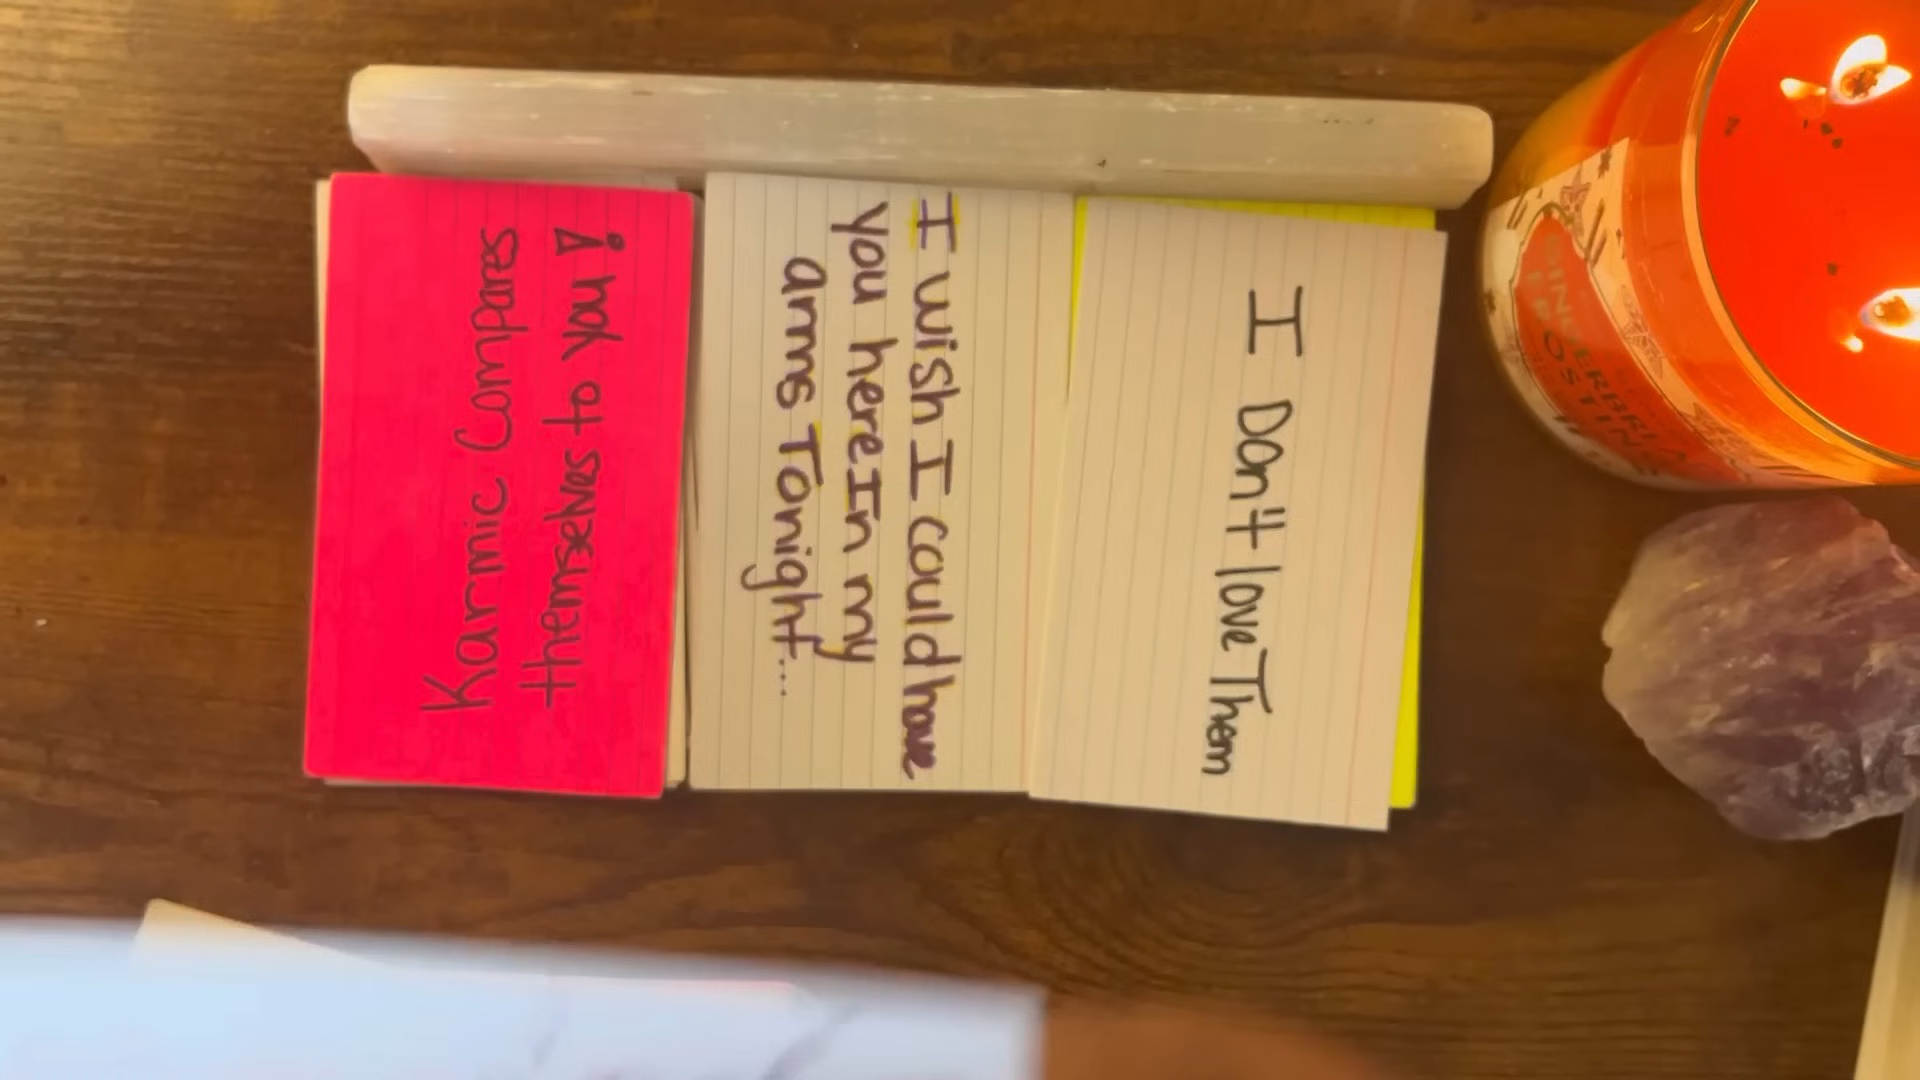 Karmic Compares
themselves to you!
I wish I could have
you here In my
arms Tonight....
I Don't love Them